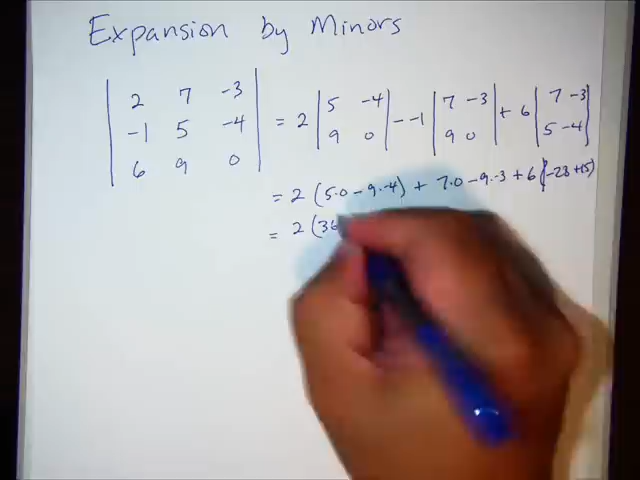 Expansion by Minors
| 2 7 -3 | = 2 | 5 -4 | - -1 | 7 -3 | + 6 | 7 -3 |
| -1 5 -4 | | 9 0 | | 9 0 | | 5 -4 |
| 6 9 0 |
= 2 (5·0 - 9·-4) + 7·0 - 9·-3 + 6 (-28 + 15)
= 2 (36